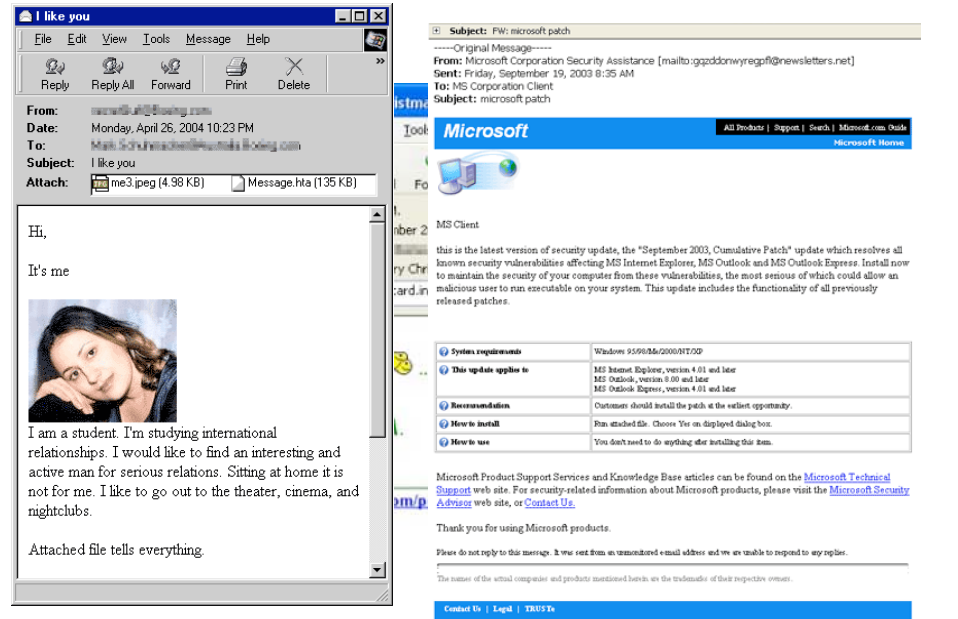 I like you
File Edit View Tools Message Help
Reply Reply All Forward Print Delete »
From:
Date: Monday, April 26, 2004 10:23 PM
To:
Subject: I like you
Attach: me3.jpeg (4.98 KB) Message.hta (135 KB)
Hi,
It's me
I am a student. I'm studying international
relationships. I would like to find an interesting and
active man for serious relations. Sitting at home it is
not for me. I like to go out to the theater, cinema, and
nightclubs.
Attached file tells everything.
Subject: FW: microsoft patch
-----Original Message-----
From: Microsoft Corporation Security Assistance [mailto:gqzddonwyregpfl@newsletters.net]
Sent: Friday, September 19, 2003 8:35 AM
To: MS Corporation Client
Subject: microsoft patch
Microsoft
All Products | Support | Search | Microsoft.com Guide
Microsoft Home
MS Client
this is the latest version of security update, the "September 2003, Cumulative Patch" update which resolves all
known security vulnerabilities affecting MS Internet Explorer, MS Outlook and MS Outlook Express. Install now
to maintain the security of your computer from these vulnerabilities, the most serious of which could allow an
malicious user to run executable on your system. This update includes the functionality of all previously
released patches.
System requirements Windows 95/98/Me/2000/NT/XP
This update applies to MS Internet Explorer, version 4.01 and later
MS Outlook, version 8.00 and later
MS Outlook Express, version 4.01 and later
Recommendation Customers should install the patch at the earliest opportunity.
How to install Run attached file. Choose Yes on displayed dialog box.
How to use You don't need to do anything after installing this item.
Microsoft Product Support Services and Knowledge Base articles can be found on the Microsoft Technical
Support web site. For security-related information about Microsoft products, please visit the Microsoft Security
Advisor web site, or Contact Us.
Thank you for using Microsoft products.
Please do not reply to this message. It was sent from an unmonitored e-mail address and we are unable to respond to any replies.
The names of the actual companies and products mentioned herein are the trademarks of their respective owners.
Contact Us | Legal | TRUSTe